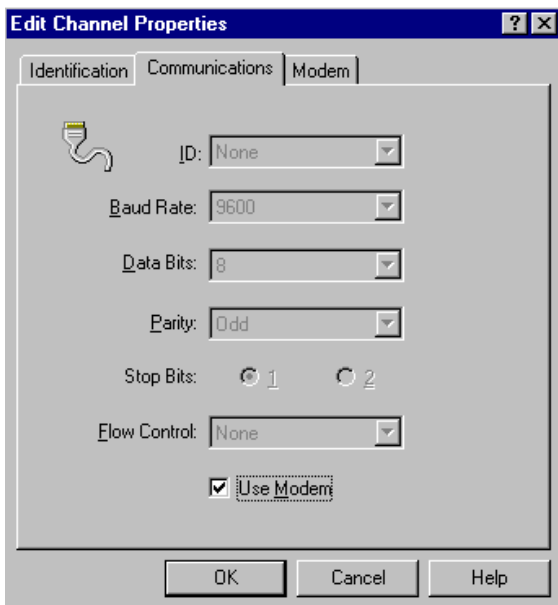 Edit Channel Properties
Identification Communications Modem
ID: None
Baud Rate: 9600
Data Bits: 8
Parity: Odd
Stop Bits: 1 2
Flow Control: None
Use Modem
OK Cancel Help